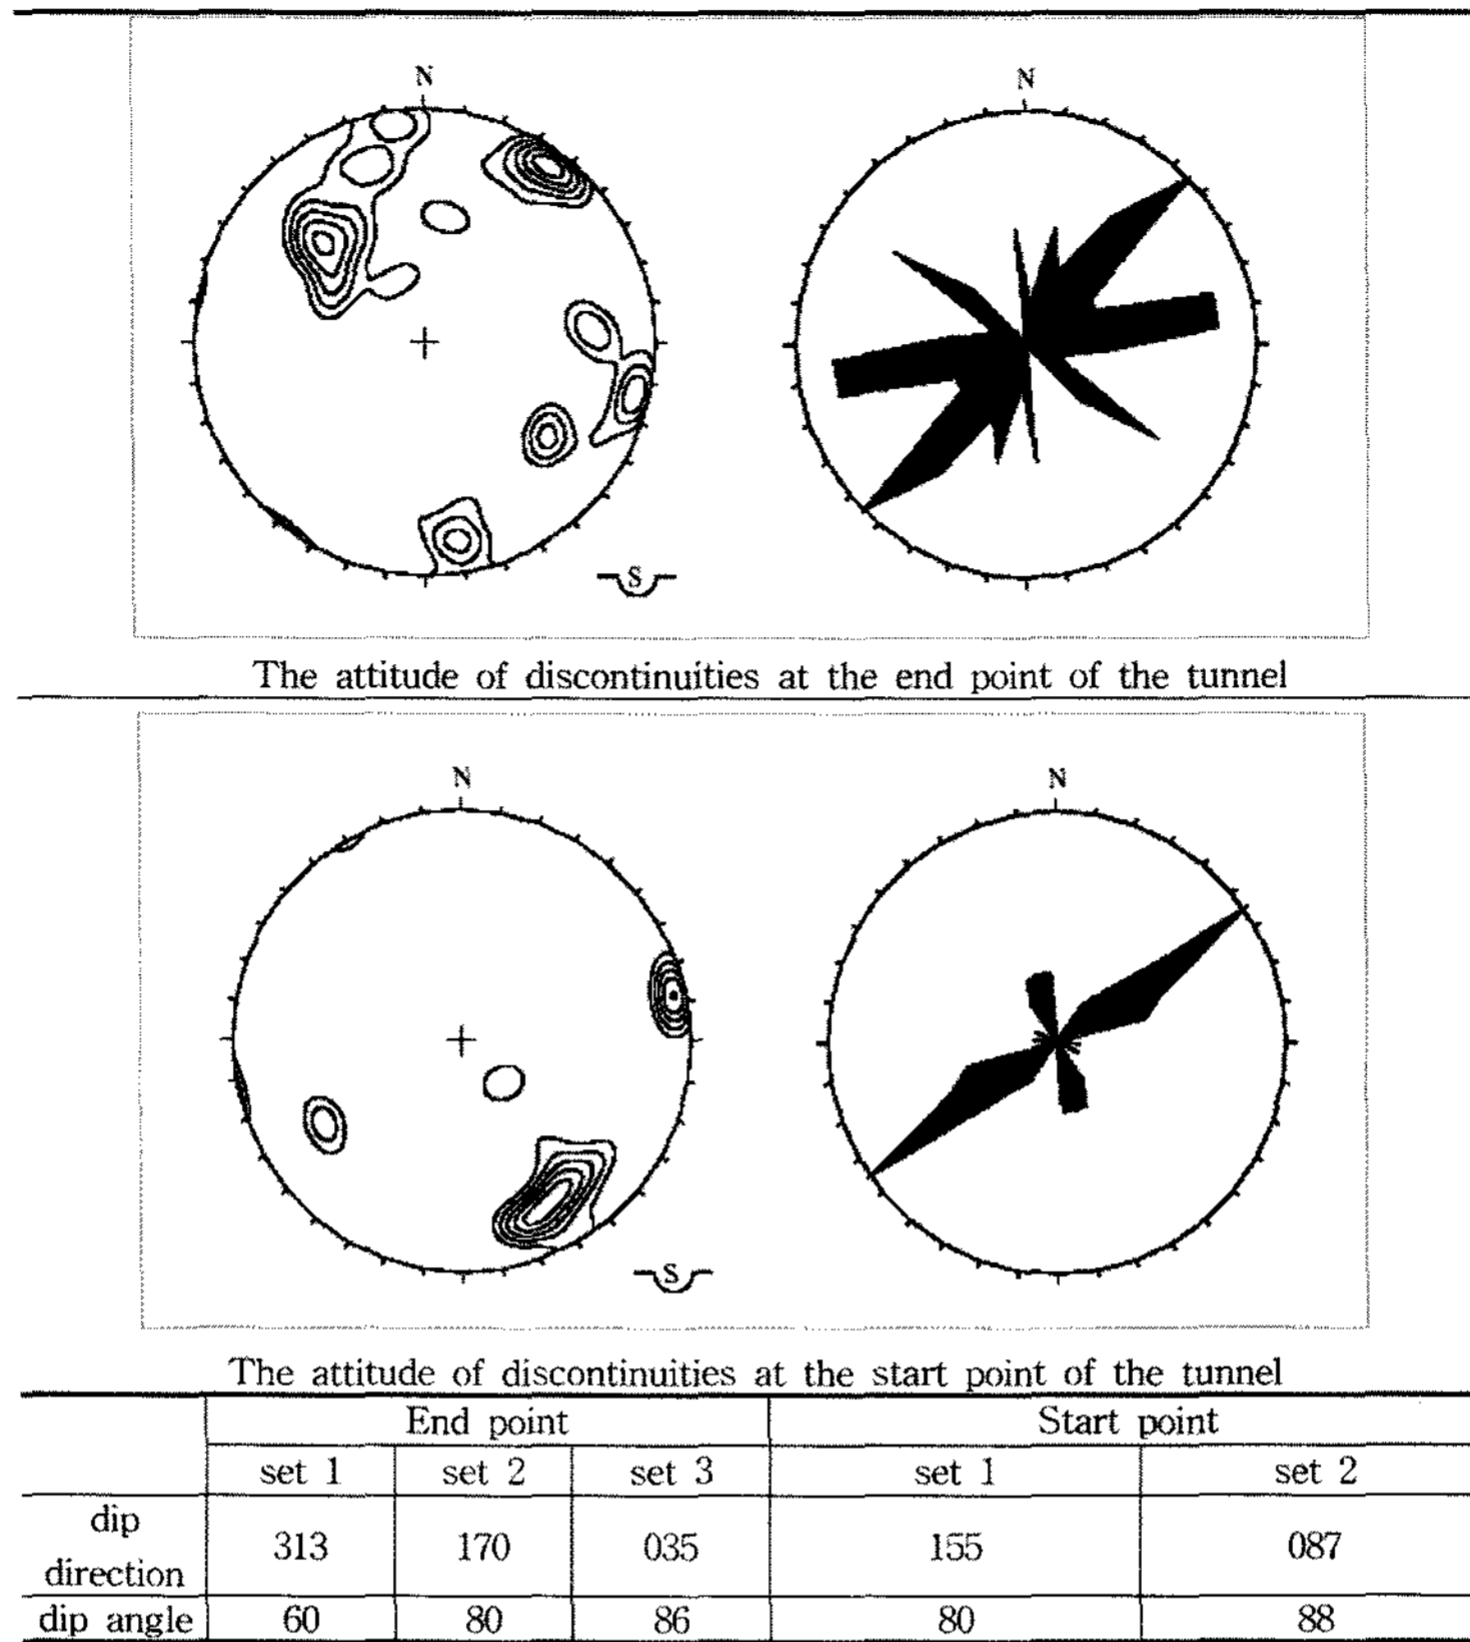 N N
S
The attitude of discontinuities at the end point of the tunnel
N N
S
The attitude of discontinuities at the start point of the tunnel
End point Start point
set 1 set 2 set 3 set 1 set 2
dip direction 313 170 035 155 087
dip angle 60 80 86 80 88